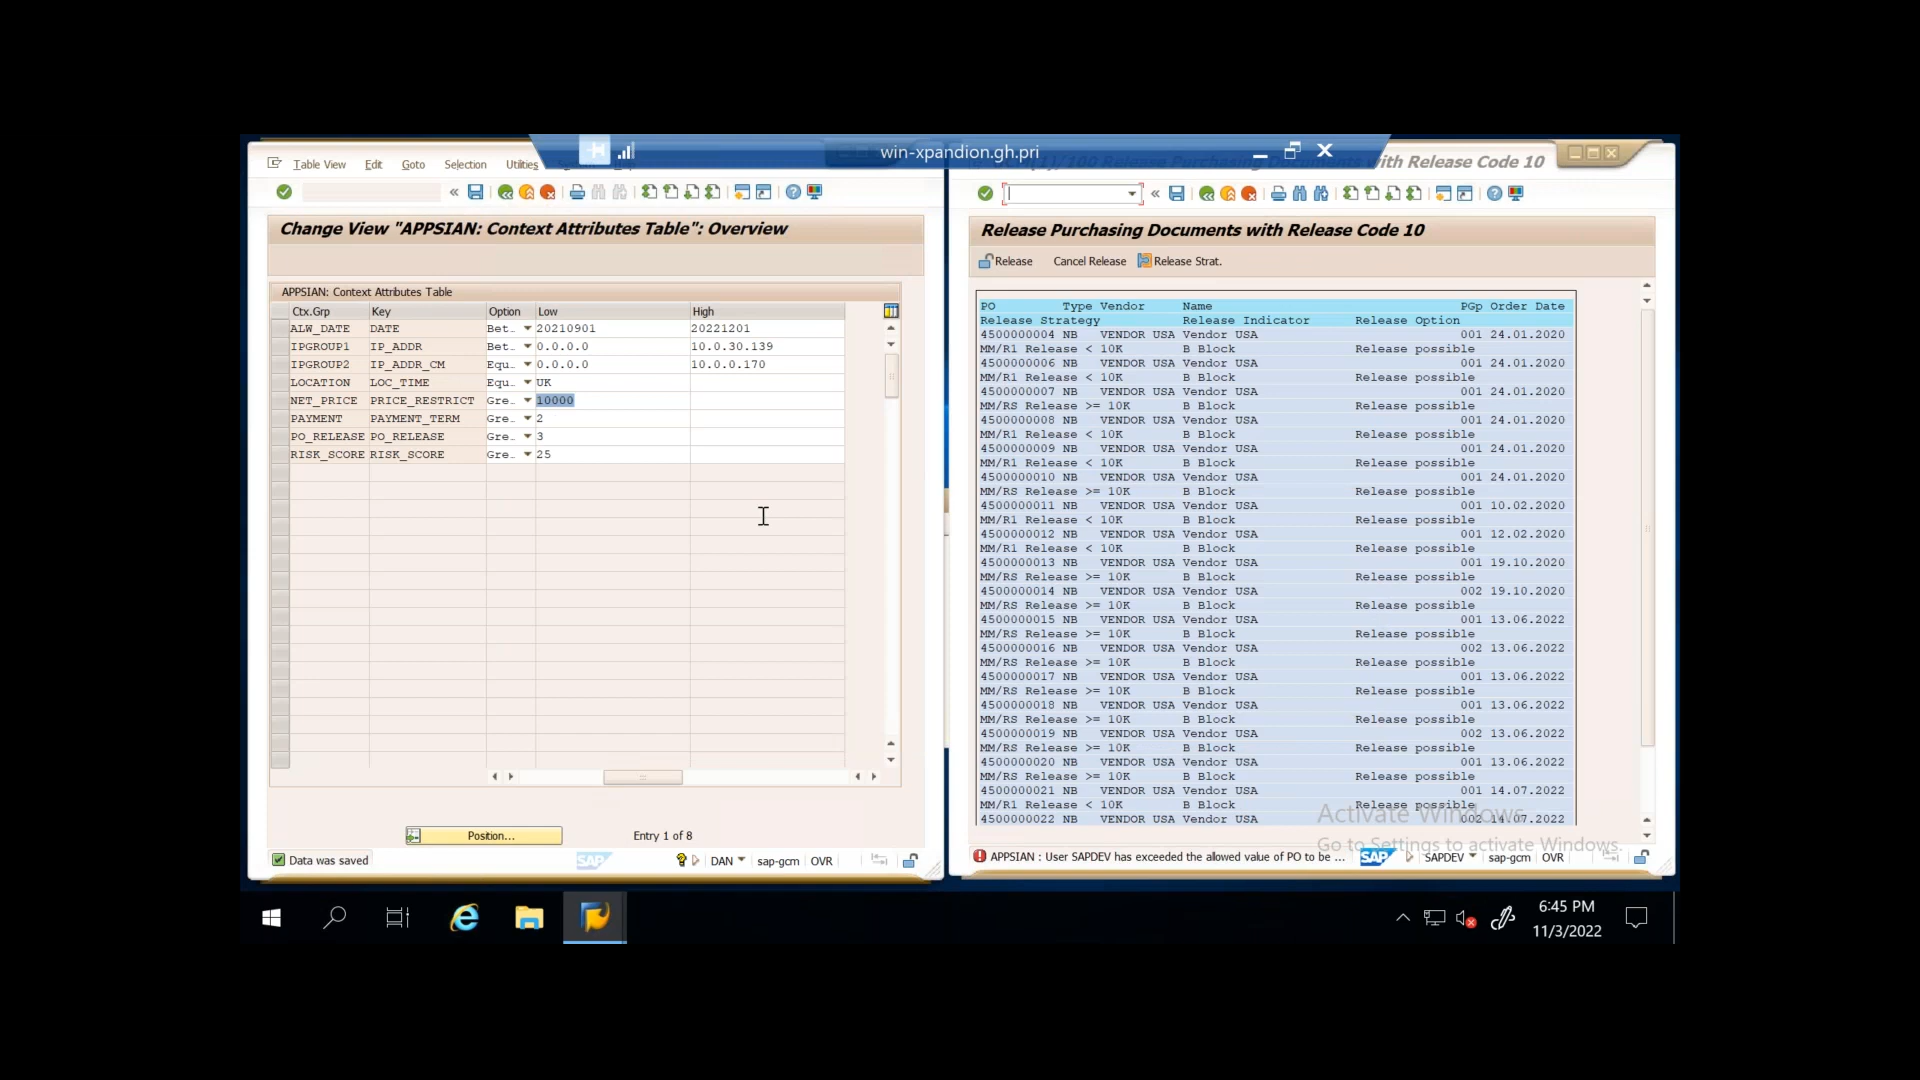 win-xpandion.gh.pri
Table View Edit Goto Selection Utilities
Change View "APPSIAN: Context Attributes Table": Overview
APPSIAN: Context Attributes Table
Ctx.Grp Key Option Low High
ALW_DATE DATE Bet.. 20210901 20221201
IPGROUP1 IP_ADDR Bet.. 0.0.0.0 10.0.30.139
IPGROUP2 IP_ADDR_CM Equ.. 0.0.0.0 10.0.0.170
LOCATION LOC_TIME Equ.. UK
NET_PRICE PRICE_RESTRICT Gre.. 10000
PAYMENT PAYMENT_TERM Gre.. 2
PO_RELEASE PO_RELEASE Gre.. 3
RISK_SCORE RISK_SCORE Gre.. 25
Position...
Entry 1 of 8
Data was saved
SAP
DAN
sap-gcm
OVR
Release Purchasing Documents with Release Code 10
Release Purchasing Documents with Release Code 10
Release Cancel Release Release Strat.
PO Type Vendor Name PGp Order Date
Release Strategy Release Indicator Release Option
4500000004 NB VENDOR USA Vendor USA 001 24.01.2020
MM/R1 Release < 10K B Block Release possible
4500000006 NB VENDOR USA Vendor USA 001 24.01.2020
MM/R1 Release < 10K B Block Release possible
4500000007 NB VENDOR USA Vendor USA 001 24.01.2020
MM/RS Release >= 10K B Block Release possible
4500000008 NB VENDOR USA Vendor USA 001 24.01.2020
MM/R1 Release < 10K B Block Release possible
4500000009 NB VENDOR USA Vendor USA 001 24.01.2020
MM/R1 Release < 10K B Block Release possible
4500000010 NB VENDOR USA Vendor USA 001 24.01.2020
MM/RS Release >= 10K B Block Release possible
4500000011 NB VENDOR USA Vendor USA 001 10.02.2020
MM/R1 Release < 10K B Block Release possible
4500000012 NB VENDOR USA Vendor USA 001 12.02.2020
MM/R1 Release < 10K B Block Release possible
4500000013 NB VENDOR USA Vendor USA 001 19.10.2020
MM/RS Release >= 10K B Block Release possible
4500000014 NB VENDOR USA Vendor USA 002 19.10.2020
MM/RS Release >= 10K B Block Release possible
4500000015 NB VENDOR USA Vendor USA 001 13.06.2022
MM/RS Release >= 10K B Block Release possible
4500000016 NB VENDOR USA Vendor USA 002 13.06.2022
MM/RS Release >= 10K B Block Release possible
4500000017 NB VENDOR USA Vendor USA 001 13.06.2022
MM/RS Release >= 10K B Block Release possible
4500000018 NB VENDOR USA Vendor USA 001 13.06.2022
MM/RS Release >= 10K B Block Release possible
4500000019 NB VENDOR USA Vendor USA 002 13.06.2022
MM/RS Release >= 10K B Block Release possible
4500000020 NB VENDOR USA Vendor USA 001 13.06.2022
MM/RS Release >= 10K B Block Release possible
4500000021 NB VENDOR USA Vendor USA 001 14.07.2022
MM/R1 Release < 10K B Block Release possible
4500000022 NB VENDOR USA Vendor USA 002 14.07.2022
Activate Windows
Go to Settings to activate Windows.
APPSIAN : User SAPDEV has exceeded the allowed value of PO to be ...
SAP
SAPDEV
sap-gcm
OVR
6:45 PM
11/3/2022